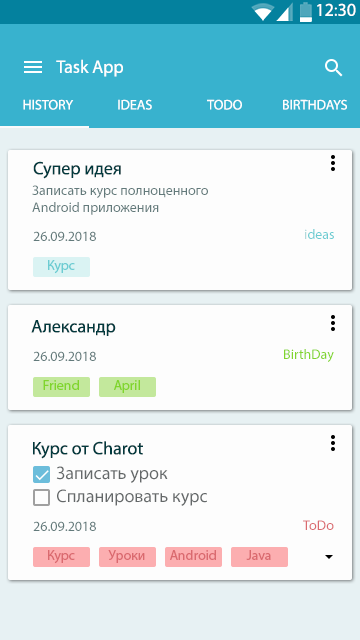 12:30
Task App
HISTORY IDEAS TODO BIRTHDAYS
Супер идея
Записать курс полноценного
Android приложения
26.09.2018 ideas
Курс
Александр
26.09.2018 BirthDay
Friend April
Курс от Charot
Записать урок
Спланировать курс
26.09.2018 ToDo
Курс Уроки Android Java